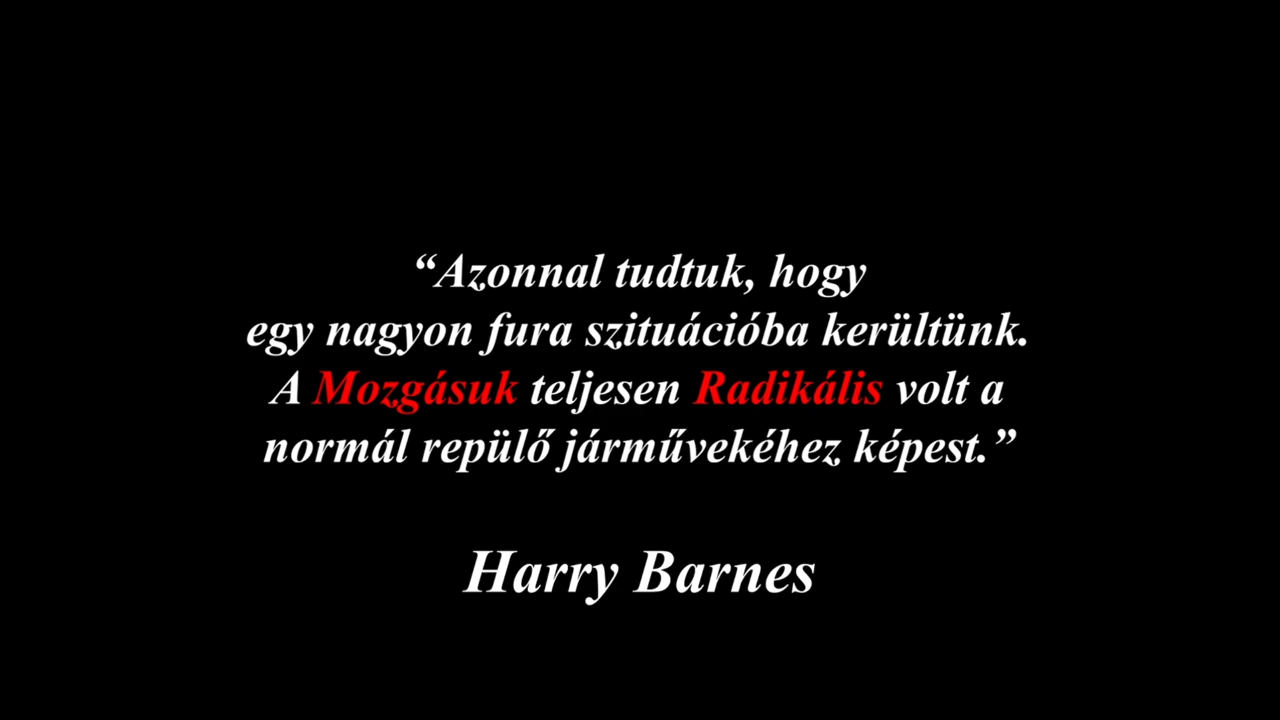 “Azonnal tudtuk, hogy
egy nagyon fura szituációba kerültünk.
A Mozgásuk teljesen Radikális volt a
normál repülő járművekéhez képest.”
Harry Barnes